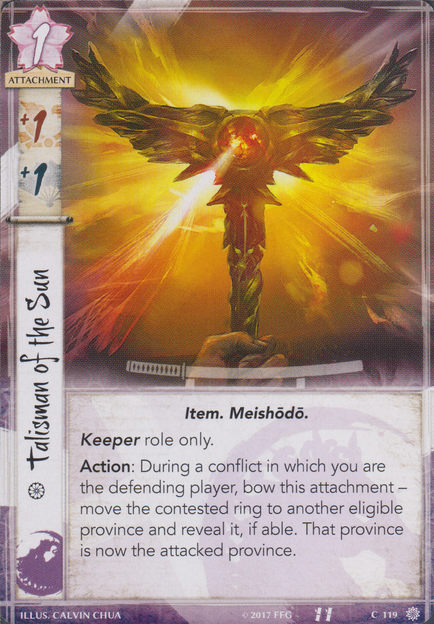 1
ATTACHMENT
+1
+1
Talisman of the Sun
Item. Meishōdō.
Keeper role only.
Action: During a conflict in which you are
the defending player, bow this attachment –
move the contested ring to another eligible
province and reveal it, if able. That province
is now the attacked province.
ILLUS. CALVIN CHUA
© 2017 FFG
C 119